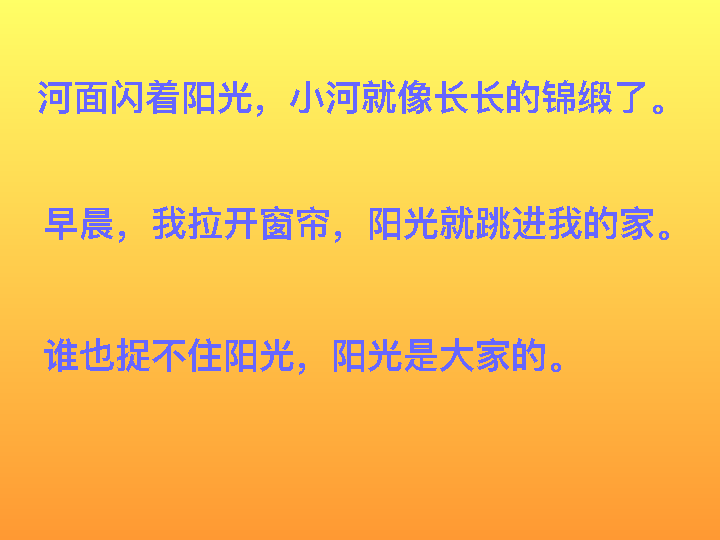 河面闪着阳光，小河就像长长的锦缎了。
早晨，我拉开窗帘，阳光就跳进我的家。
谁也捉不住阳光，阳光是大家的。